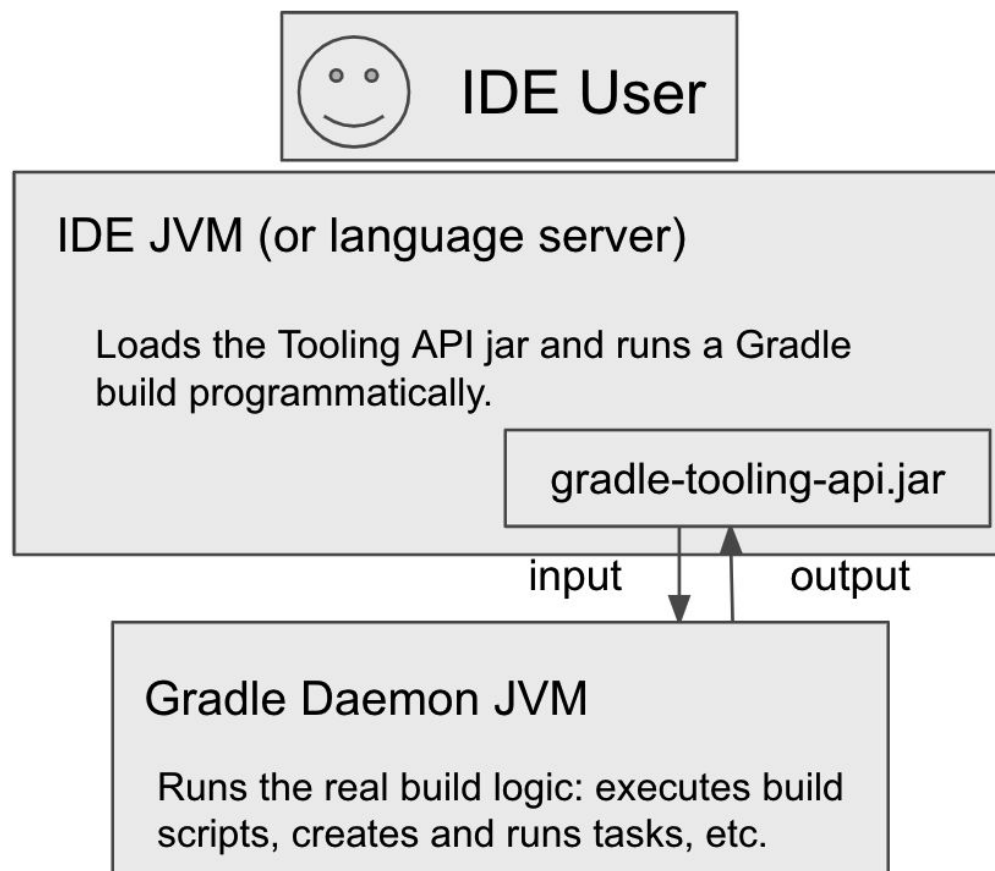 IDE User
IDE JVM (or language server)
Loads the Tooling API jar and runs a Gradle
build programmatically.
gradle-tooling-api.jar
input
output
Gradle Daemon JVM
Runs the real build logic: executes build
scripts, creates and runs tasks, etc.